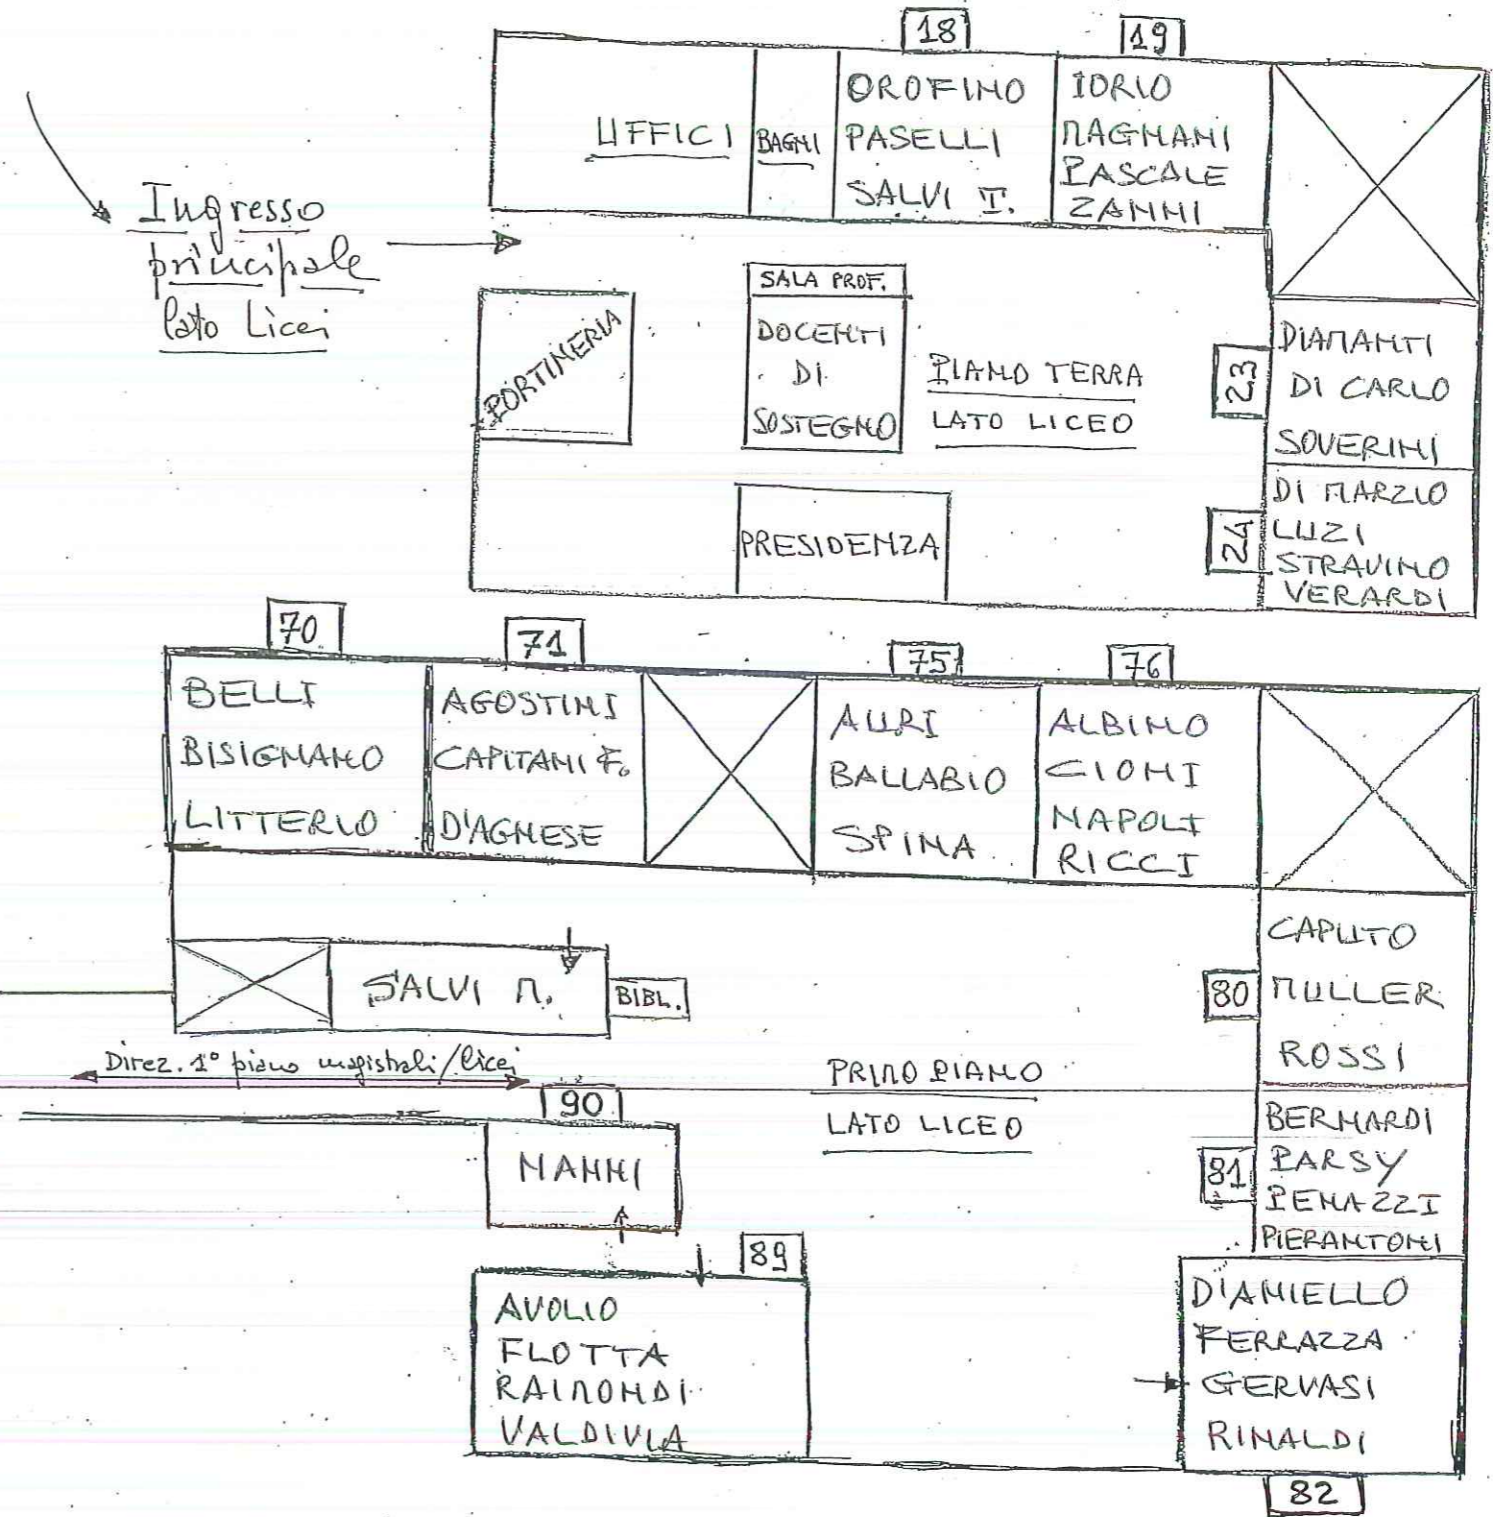 18
19
UFFICI
BAGNI
OROFINO
PASELLI
SALVI T.
IORIO
MAGNANI
PASCALE
ZANNI
Ingresso
principale
lato Licei
PORTINERIA
SALA PROF.
DOCENTI
DI
SOSTEGNO
PIANO TERRA
LATO LICEO
PRESIDENZA
23
DIAMANTI
DI CARLO
SOVERINI
24
DI MARZIO
LUZI
STRAVINO
VERARDI
70
71
75
76
BELLI
BISIGNANO
LITTERIO
AGOSTINI
CAPITANI F.
D'AGNESE
AURI
BALLABIO
SPINA
ALBINO
CIONI
NAPOLI
RICCI
SALVI M.
BIBL.
80
CAPUTO
MULLER
ROSSI
Direz. 1° piano magistrali/licei
PRIMO PIANO
LATO LICEO
90
NANNI
81
BERNARDI
PARSY
PENAZZI
PIERANTONI
89
AVOLIO
FLOTTA
RAIMONDI
VALDIVIA
D'ANIELLO
FERRAZZA
GERVASI
RINALDI
82